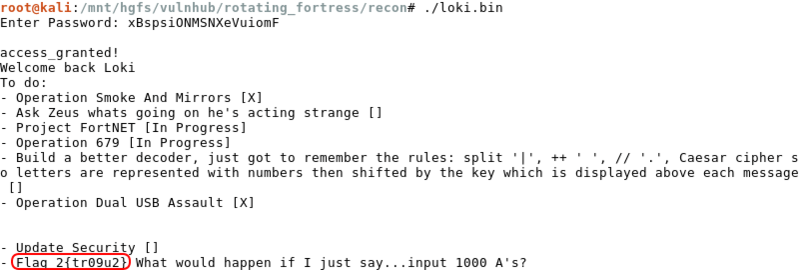 root@kali:/mnt/hgfs/vulnhub/rotating_fortress/recon# ./loki.bin
Enter Password: xBspsiONMSNXeVuiomF
access_granted!
Welcome back Loki
To do:
- Operation Smoke And Mirrors [X]
- Ask Zeus whats going on he's acting strange []
- Project FortNET [In Progress]
- Operation 679 [In Progress]
- Build a better decoder, just got to remember the rules: split '|', ++ ' ', // '.', Caesar cipher s
o letters are represented with numbers then shifted by the key which is displayed above each message
 []
- Operation Dual USB Assault [X]
- Update Security []
- Flag 2{tr09u2} What would happen if I just say...input 1000 A's?